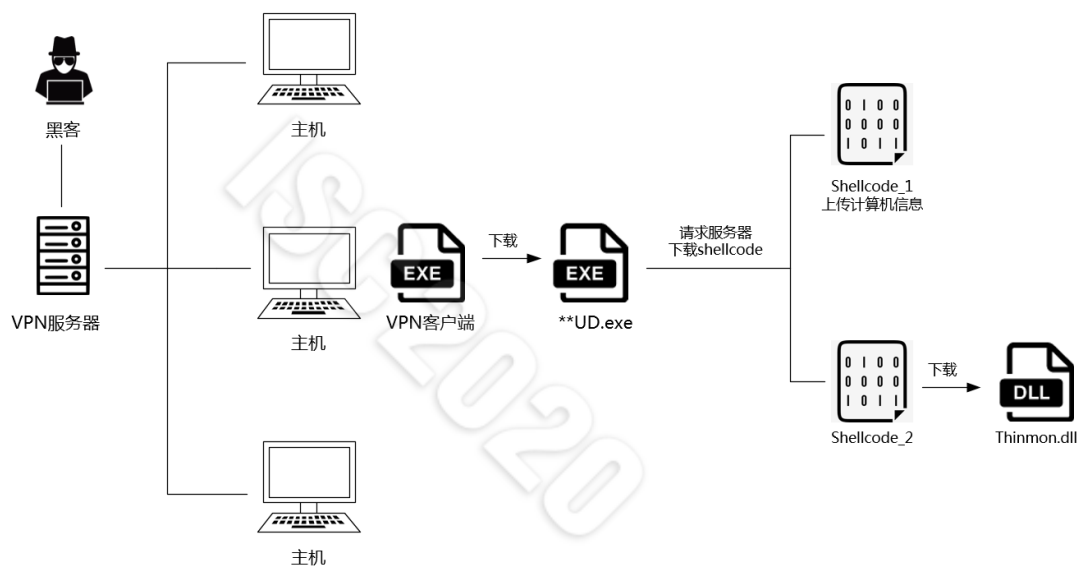 黑客
VPN服务器
主机
主机
主机
EXE
VPN客户端
下载
EXE
**UD.exe
请求服务器
下载shellcode
0 1 0 0
0 0 0 0
1 0 1 1
Shellcode_1
上传计算机信息
0 1 0 0
0 0 0 0
1 0 1 1
Shellcode_2
下载
DLL
Thinmon.dll
ISC2020